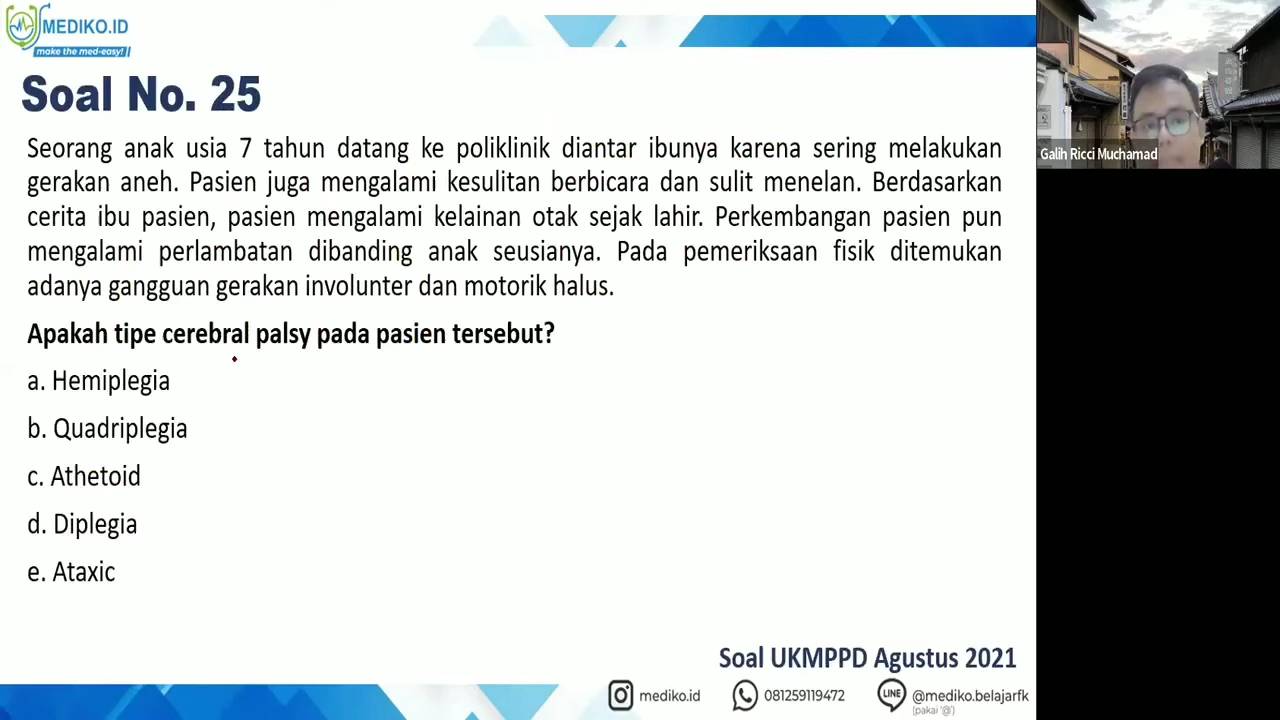 MEDIKO.ID
make the med-easy!
Soal No. 25
Seorang anak usia 7 tahun datang ke poliklinik diantar ibunya karena sering melakukan
gerakan aneh. Pasien juga mengalami kesulitan berbicara dan sulit menelan. Berdasarkan
cerita ibu pasien, pasien mengalami kelainan otak sejak lahir. Perkembangan pasien pun
mengalami perlambatan dibanding anak seusianya. Pada pemeriksaan fisik ditemukan
adanya gangguan gerakan involunter dan motorik halus.
Apakah tipe cerebral palsy pada pasien tersebut?
a. Hemiplegia
b. Quadriplegia
c. Athetoid
d. Diplegia
e. Ataxic
Soal UKMPPD Agustus 2021
mediko.id
081259119472
LINE
@mediko.belajarfk
(pakai '@')
Galih Ricci Muchamad